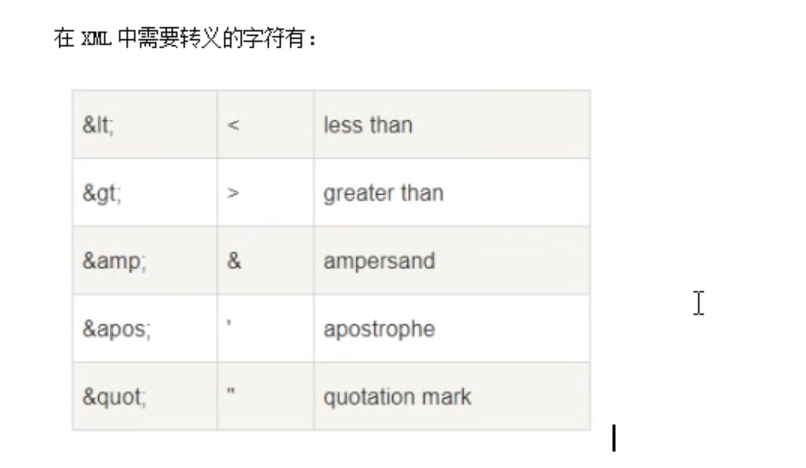 在 XML 中需要转义的字符有：
&lt; < less than
&gt; > greater than
&amp; & ampersand
&apos; ' apostrophe
&quot; " quotation mark